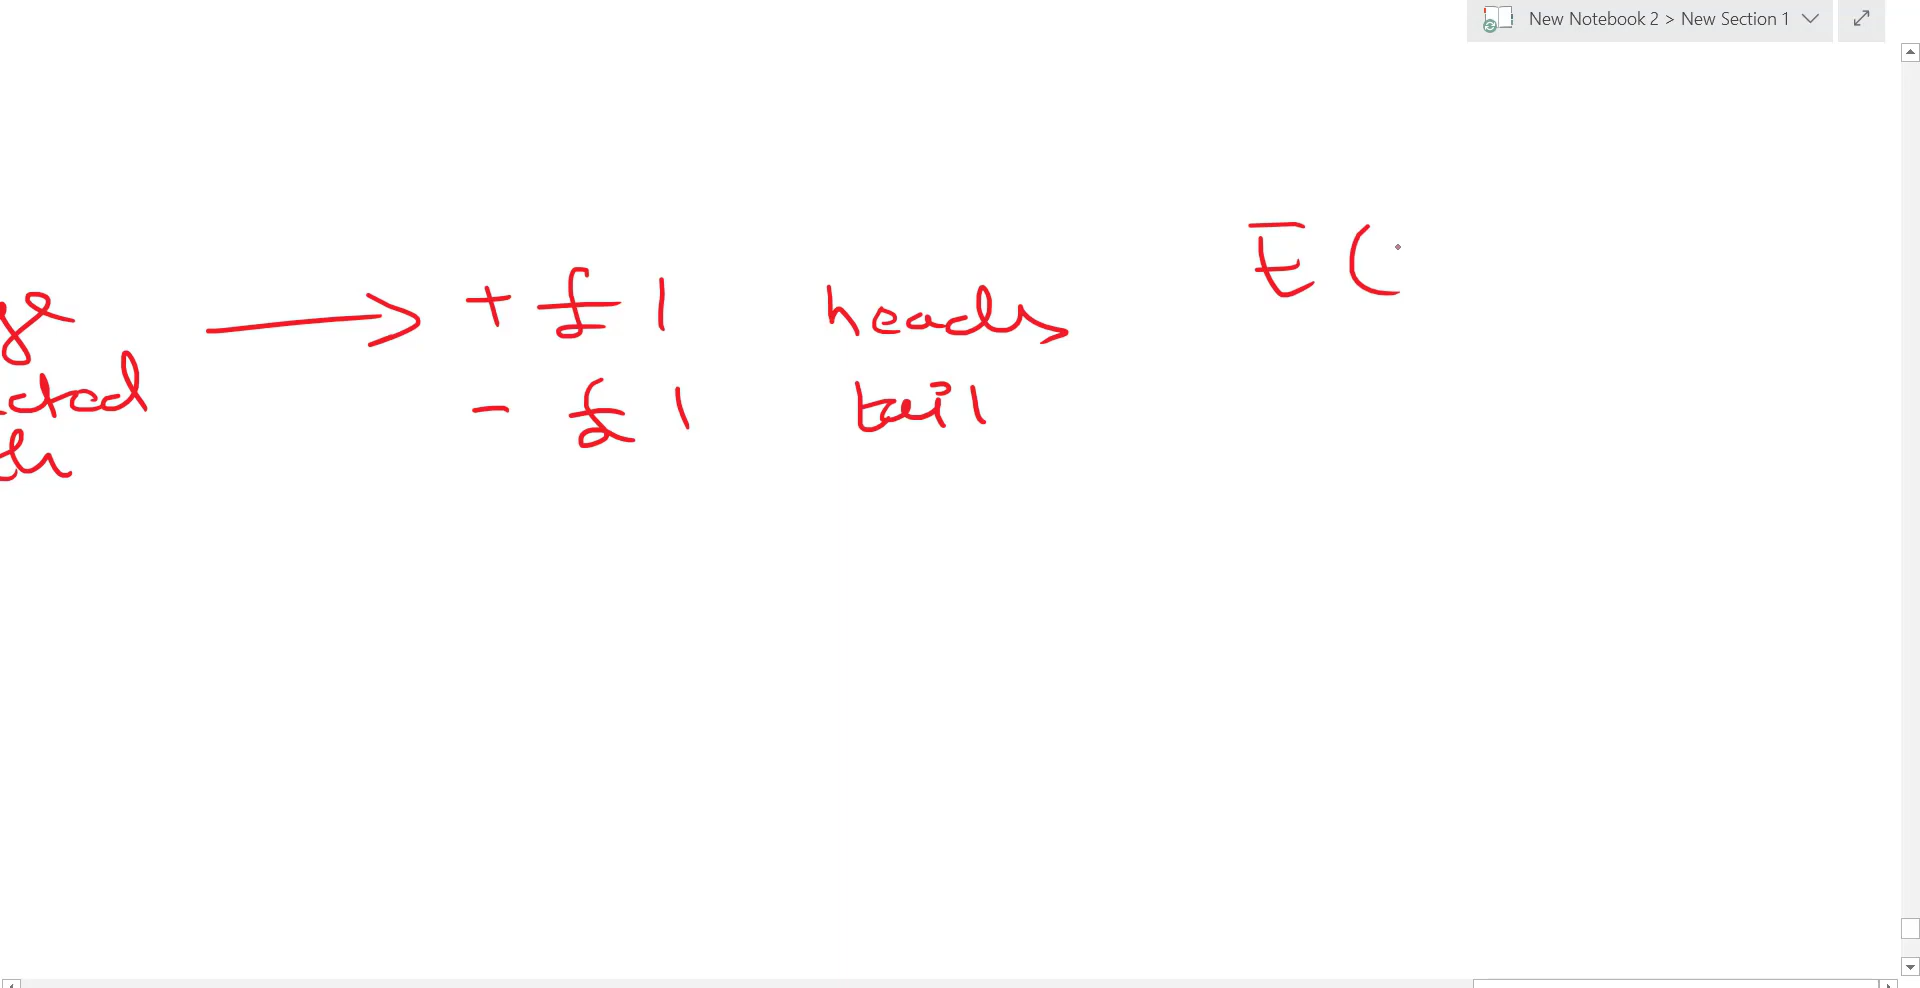 New Notebook 2 > New Section 1
E (
+ £ 1 heads
- £ 1 tail